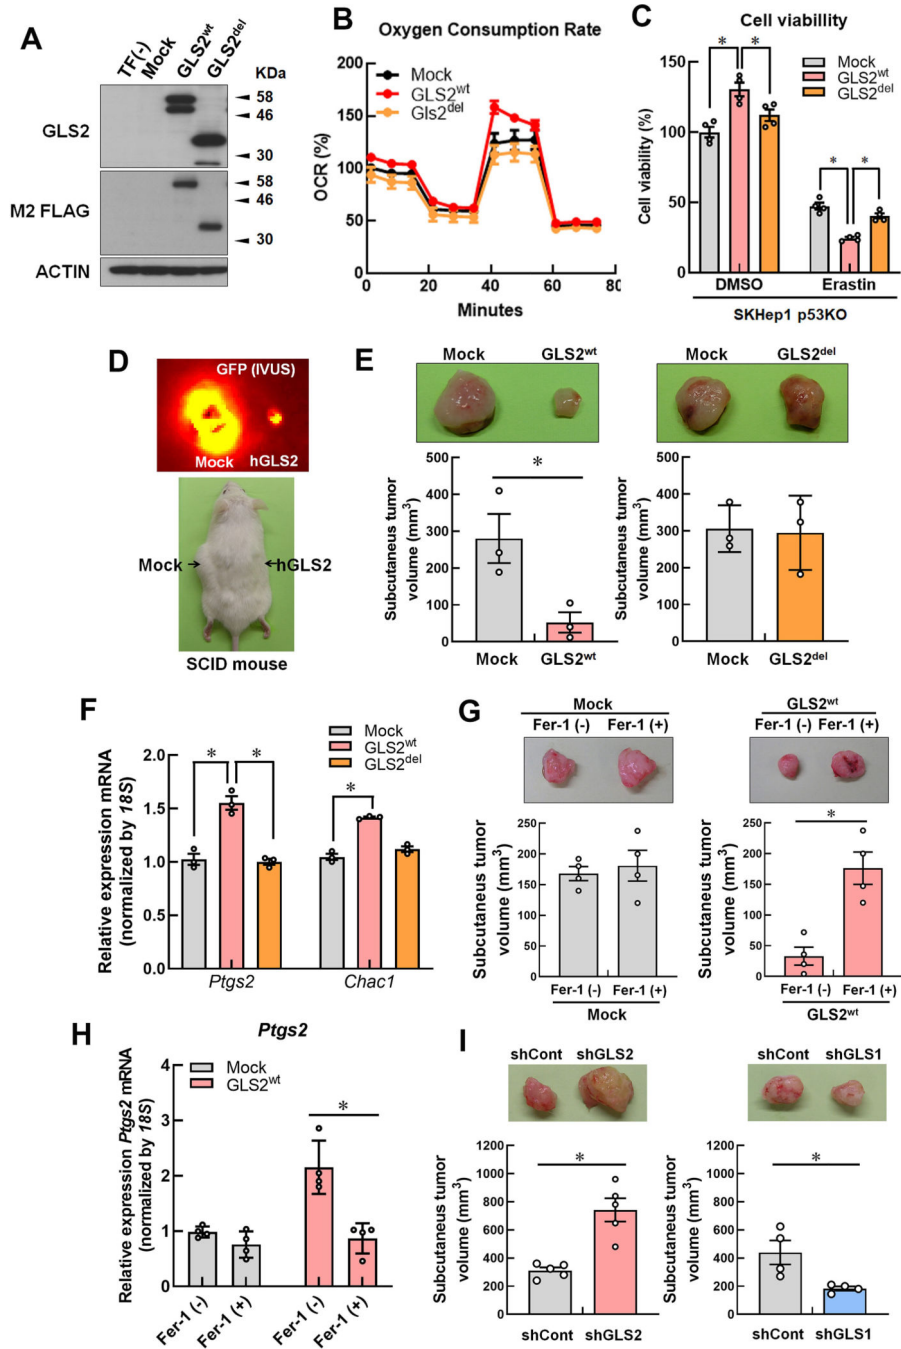 A
TF(-)
Mock
GLS2wt
GLS2del
KDa
GLS2
58
46
30
M2 FLAG
58
46
30
ACTIN
B
Oxygen Consumption Rate
200
150
100
50
0
OCR (%)
Mock
GLS2wt
Gls2del
0 20 40 60 80
Minutes
C
Cell viabillity
Mock
GLS2wt
GLS2del
* *
* *
150
100
50
0
Cell viability (%)
DMSO Erastin
SKHep1 p53KO
D
GFP (IVUS)
Mock hGLS2
Mock hGLS2
SCID mouse
E
Mock GLS2wt
500
400
300
200
100
0
Subcutaneus tumor
volume (mm3)
*
Mock GLS2wt
Mock GLS2del
500
400
300
200
100
0
Subcutaneus tumor
volume (mm3)
Mock GLS2del
F
Mock
GLS2wt
GLS2del
2.0
1.5
1.0
0.5
0.0
Relative expression mRNA
(normalized by 18S)
* *
*
Ptgs2 Chac1
G
Mock
Fer-1 (-) Fer-1 (+)
250
200
150
100
50
0
Subcutaneus tumor
volume (mm3)
Fer-1 (-) Fer-1 (+)
Mock
GLS2wt
Fer-1 (-) Fer-1 (+)
250
200
150
100
50
0
Subcutaneus tumor
volume (mm3)
*
Fer-1 (-) Fer-1 (+)
GLS2wt
H
Ptgs2
Mock
GLS2wt
4
3
2
1
0
Relative expression Ptgs2 mRNA
(normalized by 18S)
*
Fer-1 (-)
Fer-1 (+)
Fer-1 (-)
Fer-1 (+)
I
shCont shGLS2
1200
1000
800
600
400
200
0
Subcutaneus tumor
volume (mm3)
*
shCont shGLS2
shCont shGLS1
1200
1000
800
600
400
200
0
Subcutaneus tumor
volume (mm3)
*
shCont shGLS1